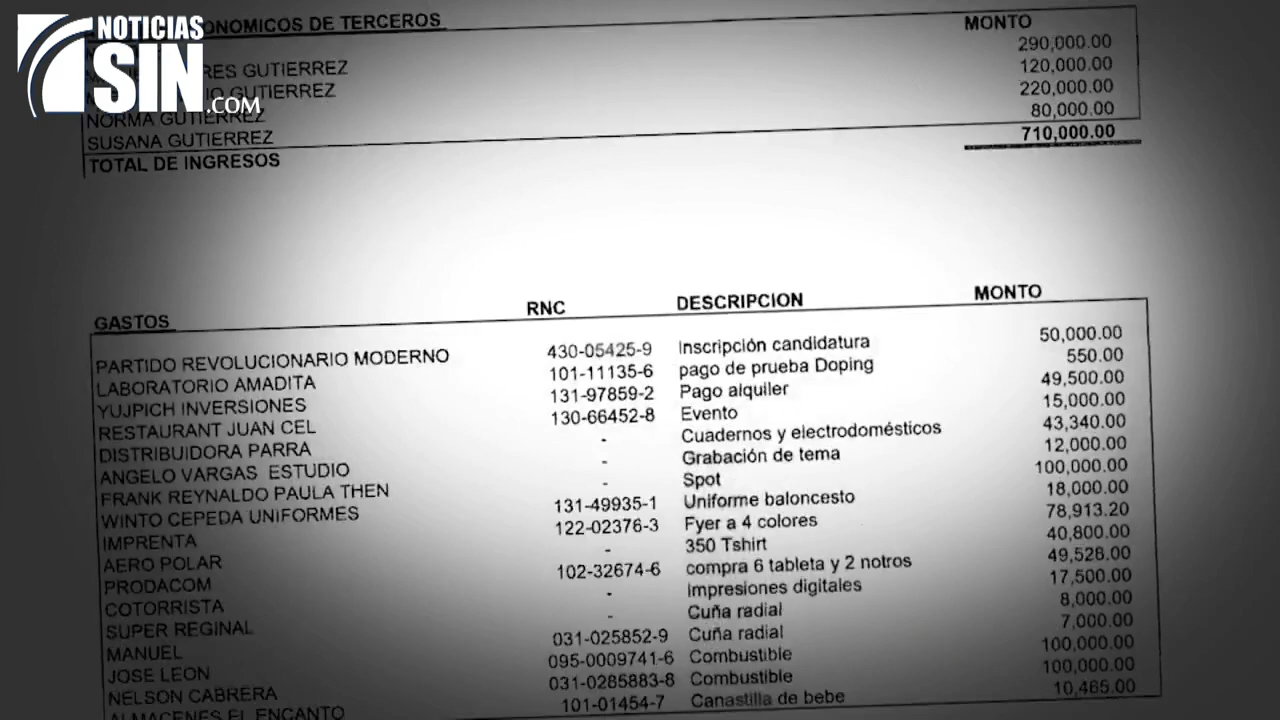 NOTICIAS
SIN
.COM
DE TERCEROS MONTO
GUTIERREZ 290,000.00
GUTIERREZ 120,000.00
NORMA GUTIERREZ 220,000.00
SUSANA GUTIERREZ 80,000.00
TOTAL DE INGRESOS 710,000.00
GASTOS RNC DESCRIPCION MONTO
PARTIDO REVOLUCIONARIO MODERNO 430-05425-9 Inscripción candidatura 50,000.00
LABORATORIO AMADITA 101-11135-6 pago de prueba Doping 550.00
YUJPICH INVERSIONES 131-97859-2 Pago alquiler 49,500.00
RESTAURANT JUAN CEL 130-66452-8 Evento 15,000.00
DISTRIBUIDORA PARRA - Cuadernos y electrodomésticos 43,340.00
ANGELO VARGAS ESTUDIO - Grabación de tema 12,000.00
FRANK REYNALDO PAULA THEN - Spot 100,000.00
WINTO CEPEDA UNIFORMES 131-49935-1 Uniforme baloncesto 18,000.00
IMPRENTA 122-02376-3 Fyer a 4 colores 78,913.20
AERO POLAR - 350 Tshirt 40,800.00
PRODACOM 102-32674-6 compra 6 tableta y 2 notros 49,528.00
COTORRISTA - Impresiones digitales 17,500.00
SUPER REGINAL - Cuña radial 8,000.00
MANUEL 031-025852-9 Cuña radial 7,000.00
JOSE LEON 095-0009741-6 Combustible 100,000.00
NELSON CABRERA 031-0285883-8 Combustible 100,000.00
ALMACENES EL ENCANTO 101-01454-7 Canastilla de bebe 10,465.00